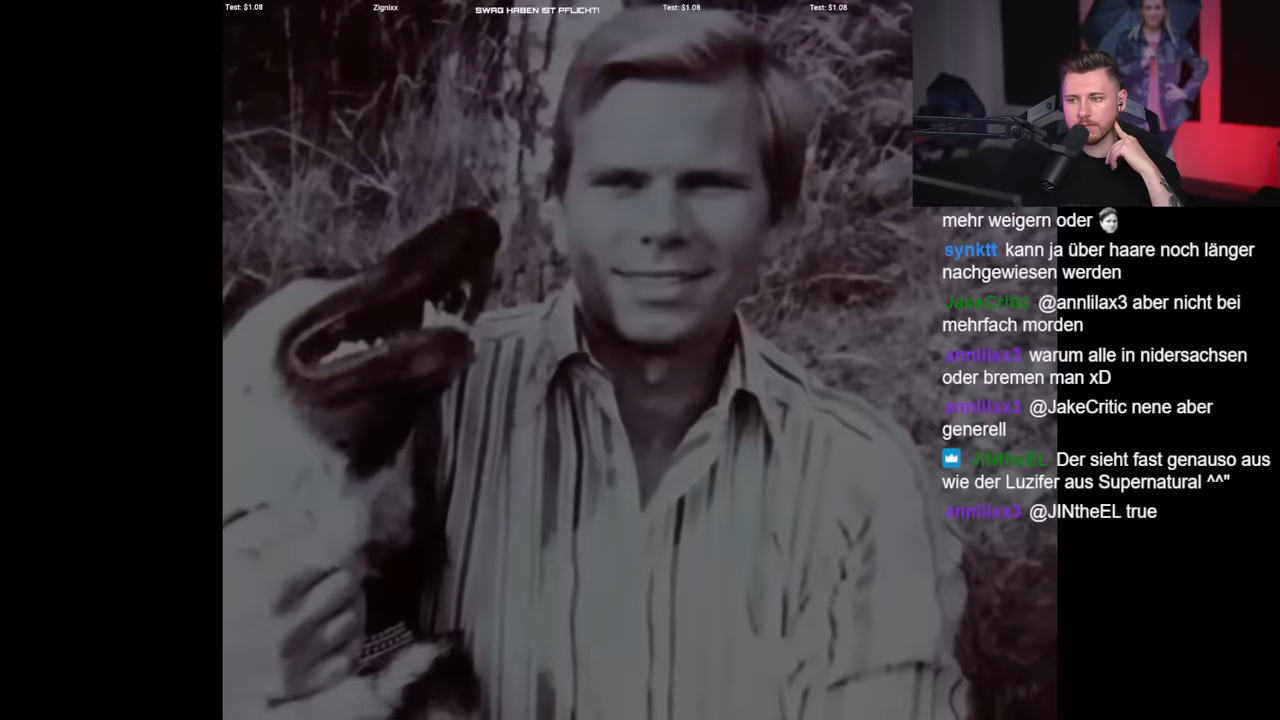 Test: $1.08
Zignixx
SWAG HABEN IST PFLICHT!
Test: $1.08
Test: $1.08
mehr weigern oder
synktt kann ja über haare noch länger
nachgewiesen werden
JakeCritic @annlilax3 aber nicht bei
mehrfach morden
annlilax3 warum alle in nidersachsen
oder bremen man xD
annlilax3 @JakeCritic nene aber
generell
JINtheEL Der sieht fast genauso aus
wie der Luzifer aus Supernatural ^^"
annlilax3 @JINtheEL true